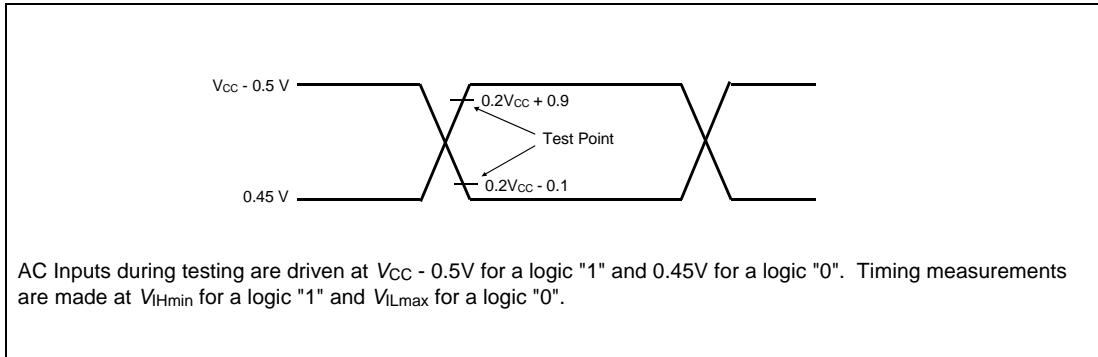 VCC - 0.5 V
0.2VCC + 0.9
Test Point
0.2VCC - 0.1
0.45 V
AC Inputs during testing are driven at VCC - 0.5V for a logic "1" and 0.45V for a logic "0". Timing measurements
are made at VIHmin for a logic "1" and VILmax for a logic "0".